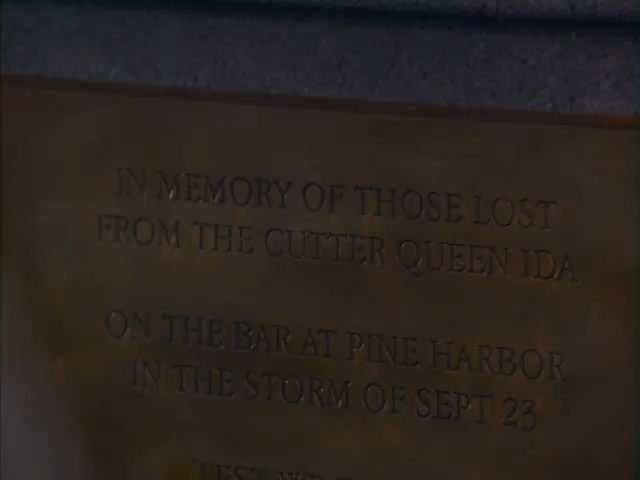 IN MEMORY OF THOSE LOST
FROM THE CUTTER QUEEN IDA
ON THE BAR AT PINE HARBOR
IN THE STORM OF SEPT 23